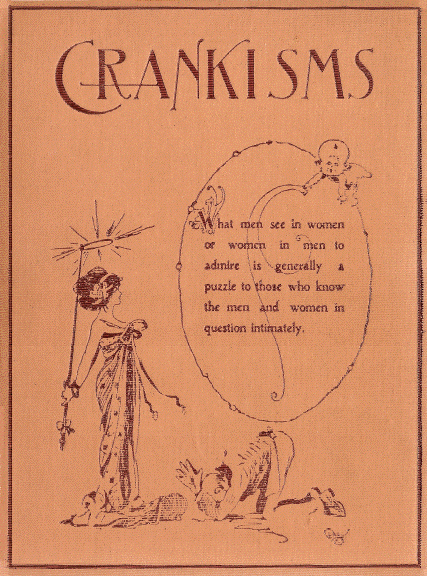 CRANKISMS
What men see in women
or women in men to
admire is generally a
puzzle to those who know
the men and women in
question intimately.